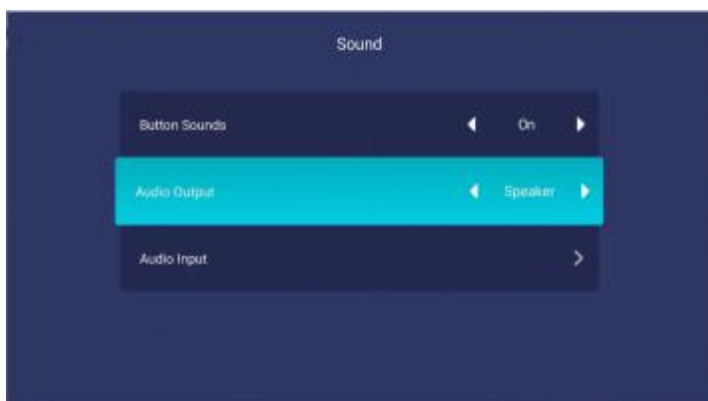 Sound
Button Sounds On
Audio Output Speaker
Audio Input